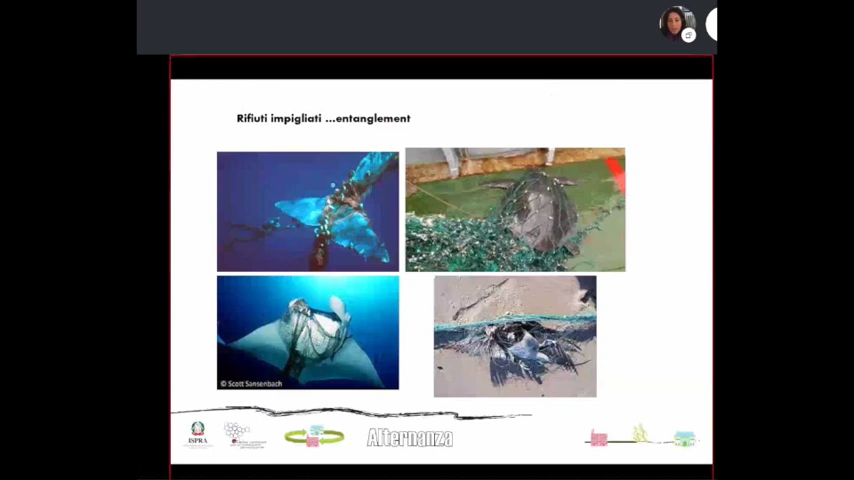 Rifiuti impigliati ...entanglement
© Scott Sansenbach
ISPRA
Alternanza